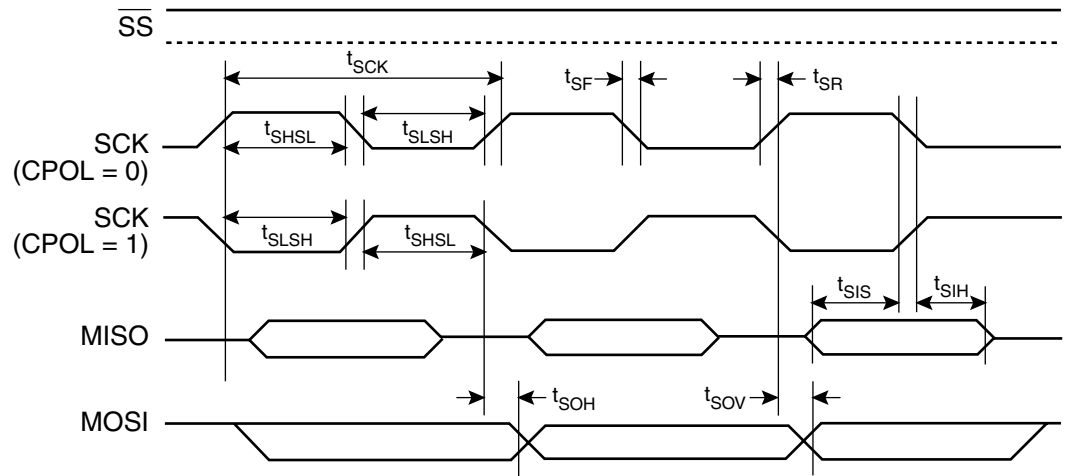 SS
tSCK
tSF
tSR
SCK
(CPOL = 0)
tSHSL
tSLSH
SCK
(CPOL = 1)
tSLSH
tSHSL
tSIS
tSIH
MISO
tSOH
tSOV
MOSI